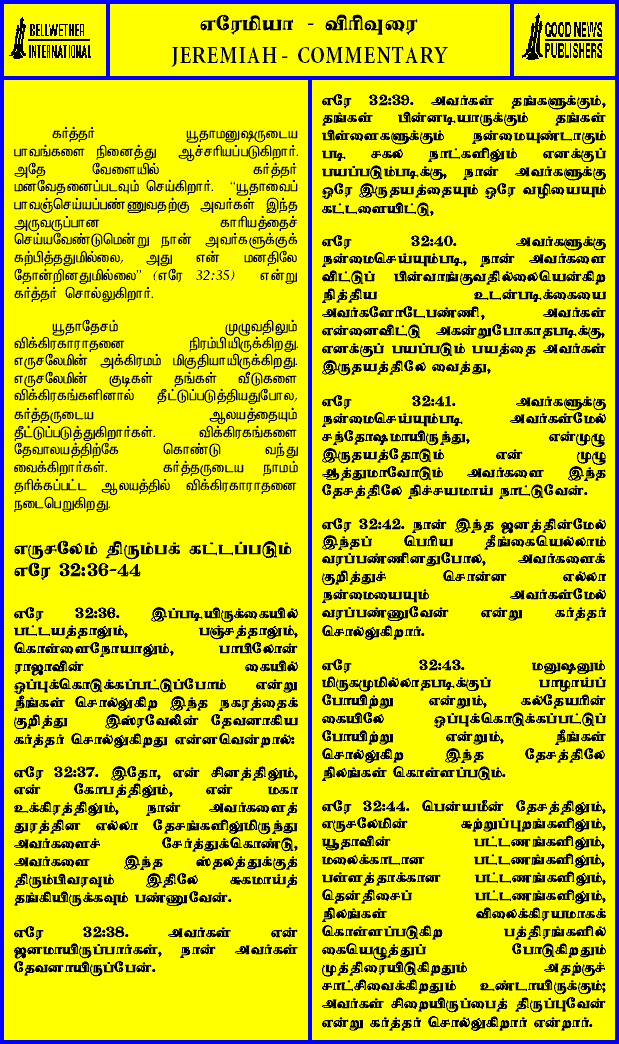 BELLWETHER
INTERNATIONAL
எரேமியா - விரிவுரை
JEREMIAH - COMMENTARY
GOOD NEWS
PUBLISHERS
கர்த்தர் யூதாமனுஷருடைய
பாவங்களை நினைத்து ஆச்சரியப்படுகிறார்.
அதே வேளையில் கர்த்தர்
மனவேதனைப்படவும் செய்கிறார். “யூதாவைப்
பாவஞ்செய்யப்பண்ணுவதற்கு அவர்கள் இந்த
அருவருப்பான காரியத்தைச்
செய்யவேண்டுமென்று நான் அவர்களுக்குக்
கற்பித்ததுமில்லை, அது என் மனதிலே
தோன்றினதுமில்லை” (எரே 32:35) என்று
கர்த்தர் சொல்லுகிறார்.
யூதாதேசம் முழுவதிலும்
விக்கிரகாராதனை நிரம்பியிருக்கிறது.
எருசலேமின் அக்கிரமம் மிகுதியாயிருக்கிறது.
எருசலேமின் குடிகள் தங்கள் வீடுகளை
விக்கிரகங்களினால் தீட்டுப்படுத்தியதுபோல,
கர்த்தருடைய ஆலயத்தையும்
தீட்டுப்படுத்துகிறார்கள். விக்கிரகங்களை
தேவாலயத்திற்கே கொண்டு வந்து
வைக்கிறார்கள். கர்த்தருடைய நாமம்
தரிக்கப்பட்ட ஆலயத்தில் விக்கிரகாராதனை
நடைபெறுகிறது.
எருசலேம் திரும்பக் கட்டப்படும்
எரே 32:36-44
எரே 32:36. இப்படியிருக்கையில்
பட்டயத்தாலும், பஞ்சத்தாலும்,
கொள்ளைநோயாலும், பாபிலோன்
ராஜாவின் கையில்
ஒப்புக்கொடுக்கப்பட்டுப்போம் என்று
நீங்கள் சொல்லுகிற இந்த நகரத்தைக்
குறித்து இஸ்ரவேலின் தேவனாகிய
கர்த்தர் சொல்லுகிறது என்னவென்றால்:
எரே 32:37. இதோ, என் சினத்திலும்,
என் கோபத்திலும், என் மகா
உக்கிரத்திலும், நான் அவர்களைத்
துரத்தின எல்லா தேசங்களிலுமிருந்து
அவர்களைச் சேர்த்துக்கொண்டு,
அவர்களை இந்த ஸ்தலத்துக்குத்
திரும்பிவரவும் இதிலே சுகமாய்த்
தங்கியிருக்கவும் பண்ணுவேன்.
எரே 32:38. அவர்கள் என்
ஜனமாயிருப்பார்கள், நான் அவர்கள்
தேவனாயிருப்பேன்.
எரே 32:39. அவர்கள் தங்களுக்கும்,
தங்கள் பின்னடியாருக்கும் தங்கள்
பிள்ளைகளுக்கும் நன்மையுண்டாகும்
படி சகல நாட்களிலும் எனக்குப்
பயப்படும்படிக்கு, நான் அவர்களுக்கு
ஒரே இருதயத்தையும் ஒரே வழியையும்
கட்டளையிட்டு,
எரே 32:40. அவர்களுக்கு
நன்மைசெய்யும்படி, நான் அவர்களை
விட்டுப் பின்வாங்குவதில்லையென்கிற
நித்திய உடன்படிக்கையை
அவர்களோடேபண்ணி, அவர்கள்
என்னைவிட்டு அகன்றுபோகாதபடிக்கு,
எனக்குப் பயப்படும் பயத்தை அவர்கள்
இருதயத்திலே வைத்து,
எரே 32:41. அவர்களுக்கு
நன்மைசெய்யும்படி அவர்கள்மேல்
சந்தோஷமாயிருந்து, என்முழு
இருதயத்தோடும் என் முழு
ஆத்துமாவோடும் அவர்களை இந்த
தேசத்திலே நிச்சயமாய் நாட்டுவேன்.
எரே 32:42. நான் இந்த ஜனத்தின்மேல்
இந்தப் பெரிய தீங்கையெல்லாம்
வரப்பண்ணினதுபோல, அவர்களைக்
குறித்துச் சொன்ன எல்லா
நன்மையையும் அவர்கள்மேல்
வரப்பண்ணுவேன் என்று கர்த்தர்
சொல்லுகிறார்.
எரே 32:43. மனுஷனும்
மிருகமுமில்லாதபடிக்குப் பாழாய்ப்
போயிற்று என்றும், கல்தேயரின்
கையிலே ஒப்புக்கொடுக்கப்பட்டுப்
போயிற்று என்றும், நீங்கள்
சொல்லுகிற இந்த தேசத்திலே
நிலங்கள் கொள்ளப்படும்.
எரே 32:44. பென்யமீன் தேசத்திலும்,
எருசலேமின் சுற்றுப்புறங்களிலும்,
யூதாவின் பட்டணங்களிலும்,
மலைக்காடான பட்டணங்களிலும்,
பள்ளத்தாக்கான பட்டணங்களிலும்,
தென்திசைப் பட்டணங்களிலும்,
நிலங்கள் விலைக்கிரயமாகக்
கொள்ளப்படுகிற பத்திரங்களில்
கையெழுத்துப் போடுகிறதும்
முத்திரையிடுகிறதும் அதற்குச்
சாட்சிவைக்கிறதும் உண்டாயிருக்கும்;
அவர்கள் சிறையிருப்பைத் திருப்புவேன்
என்று கர்த்தர் சொல்லுகிறார் என்றார்.